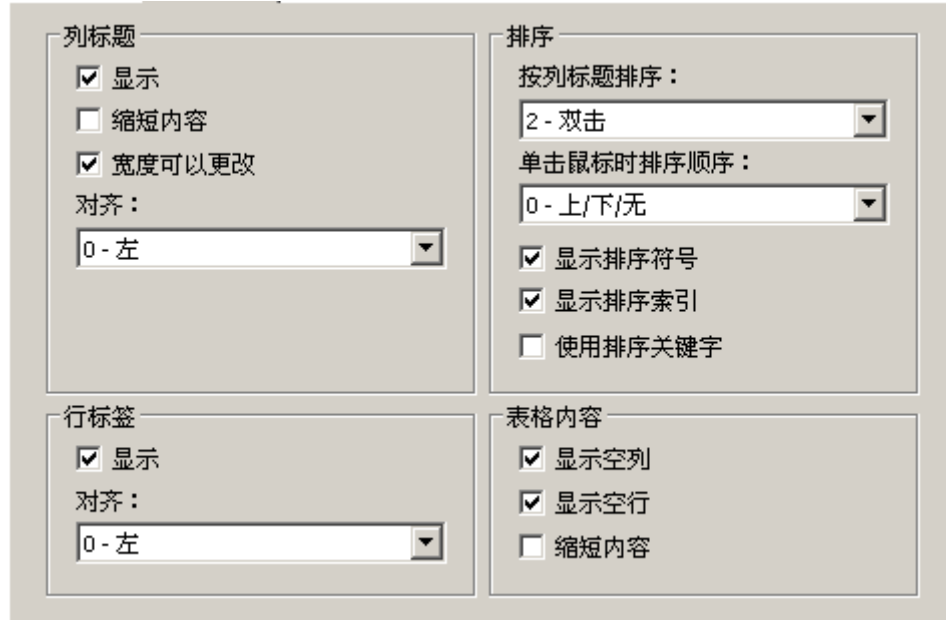 列标题
显示
缩短内容
宽度可以更改
对齐：
0 - 左
排序
按列标题排序：
2 - 双击
单击鼠标时排序顺序：
0 - 上/下/无
显示排序符号
显示排序索引
使用排序关键字
行标签
显示
对齐：
0 - 左
表格内容
显示空列
显示空行
缩短内容